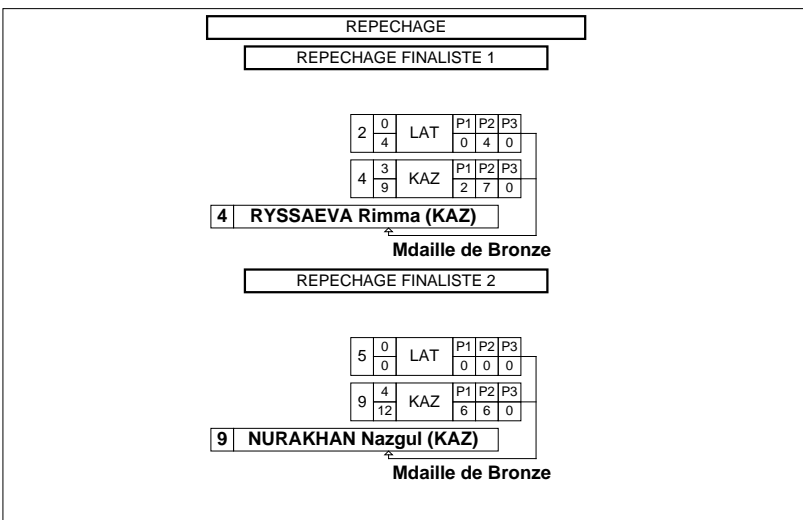 REPECHAGE
REPECHAGE FINALISTE 1
2 0 LAT P1 P2 P3
4 0 4 0
4 3 KAZ P1 P2 P3
9 2 7 0
4 RYSSAEVA Rimma (KAZ)
Mdaille de Bronze
REPECHAGE FINALISTE 2
5 0 LAT P1 P2 P3
0 0 0 0
9 4 KAZ P1 P2 P3
12 6 6 0
9 NURAKHAN Nazgul (KAZ)
Mdaille de Bronze